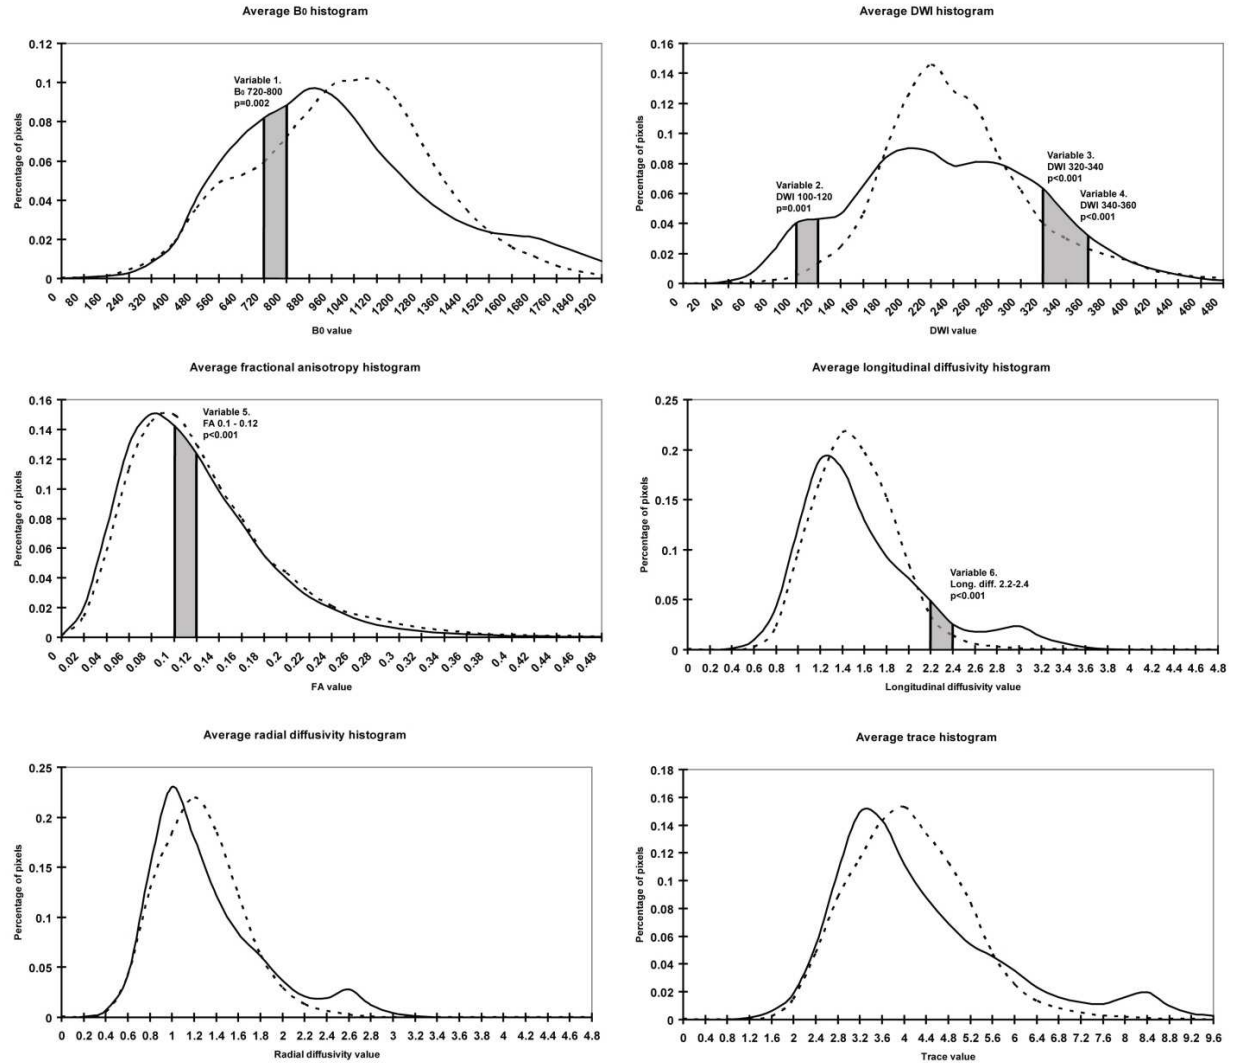 Average B0 histogram
0.12
0.1
0.08
0.06
0.04
0.02
0
Percentage of pixels
Variable 1.
B0 720-800
p=0.002
0 80 160 240 320 400 480 560 640 720 800 880 960 1040 1120 1200 1280 1360 1440 1520 1600 1680 1760 1840 1920
B0 value
Average DWI histogram
0.16
0.14
0.12
0.1
0.08
0.06
0.04
0.02
0
Percentage of pixels
Variable 2.
DWI 100-120
p=0.001
Variable 3.
DWI 320-340
p<0.001
Variable 4.
DWI 340-360
p<0.001
0 20 40 60 80 100 120 140 160 180 200 220 240 260 280 300 320 340 360 380 400 420 440 460 480
DWI value
Average fractional anisotropy histogram
0.16
0.14
0.12
0.1
0.08
0.06
0.04
0.02
0
Percentage of pixels
Variable 5.
FA 0.1 - 0.12
p<0.001
0 0.02 0.04 0.06 0.08 0.1 0.12 0.14 0.16 0.18 0.2 0.22 0.24 0.26 0.28 0.3 0.32 0.34 0.36 0.38 0.4 0.42 0.44 0.46 0.48
FA value
Average longitudinal diffusivity histogram
0.25
0.2
0.15
0.1
0.05
0
Percentage of pixels
Variable 6.
Long. diff. 2.2-2.4
p<0.001
0 0.2 0.4 0.6 0.8 1 1.2 1.4 1.6 1.8 2 2.2 2.4 2.6 2.8 3 3.2 3.4 3.6 3.8 4 4.2 4.4 4.6 4.8
Longitudinal diffusivity value
Average radial diffusivity histogram
0.25
0.2
0.15
0.1
0.05
0
Percentage of pixels
0 0.2 0.4 0.6 0.8 1 1.2 1.4 1.6 1.8 2 2.2 2.4 2.6 2.8 3 3.2 3.4 3.6 3.8 4 4.2 4.4 4.6 4.8
Radial diffusivity value
Average trace histogram
0.18
0.16
0.14
0.12
0.1
0.08
0.06
0.04
0.02
0
Percentage of pixels
0 0.4 0.8 1.2 1.6 2 2.4 2.8 3.2 3.6 4 4.4 4.8 5.2 5.6 6 6.4 6.8 7.2 7.6 8 8.4 8.8 9.2 9.6
Trace value